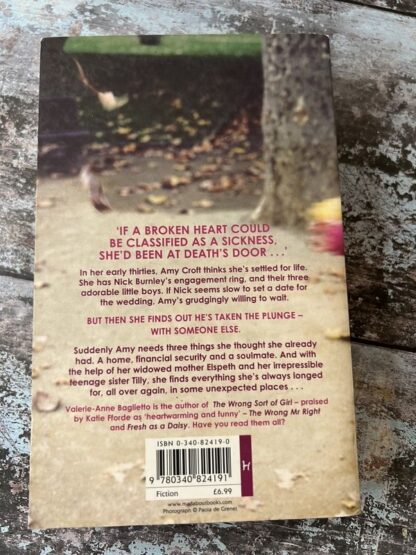 'IF A BROKEN HEART COULD
BE CLASSIFIED AS A SICKNESS,
SHE'D BEEN AT DEATH'S DOOR . . .'
In her early thirties, Amy Croft thinks she's settled for life.
She has Nick Burnley's engagement ring, and their three
adorable little boys. If Nick seems slow to set a date for
the wedding, Amy's grudgingly willing to wait.
BUT THEN SHE FINDS OUT HE'S TAKEN THE PLUNGE –
WITH SOMEONE ELSE.
Suddenly Amy needs three things she thought she already
had. A home, financial security and a soulmate. And with
the help of her widowed mother Elspeth and her irrepressible
teenage sister Tilly, she finds everything she's always longed
for, all over again, in some unexpected places . . .
Valerie-Anne Baglietto is the author of The Wrong Sort of Girl – praised
by Katie Fforde as 'heartwarming and funny' – The Wrong Mr Right
and Fresh as a Daisy. Have you read them all?
ISBN 0-340-82419-0
9 780340 824191
Fiction £6.99
www.madaboutbooks.com
Photograph © Paola de Grenet